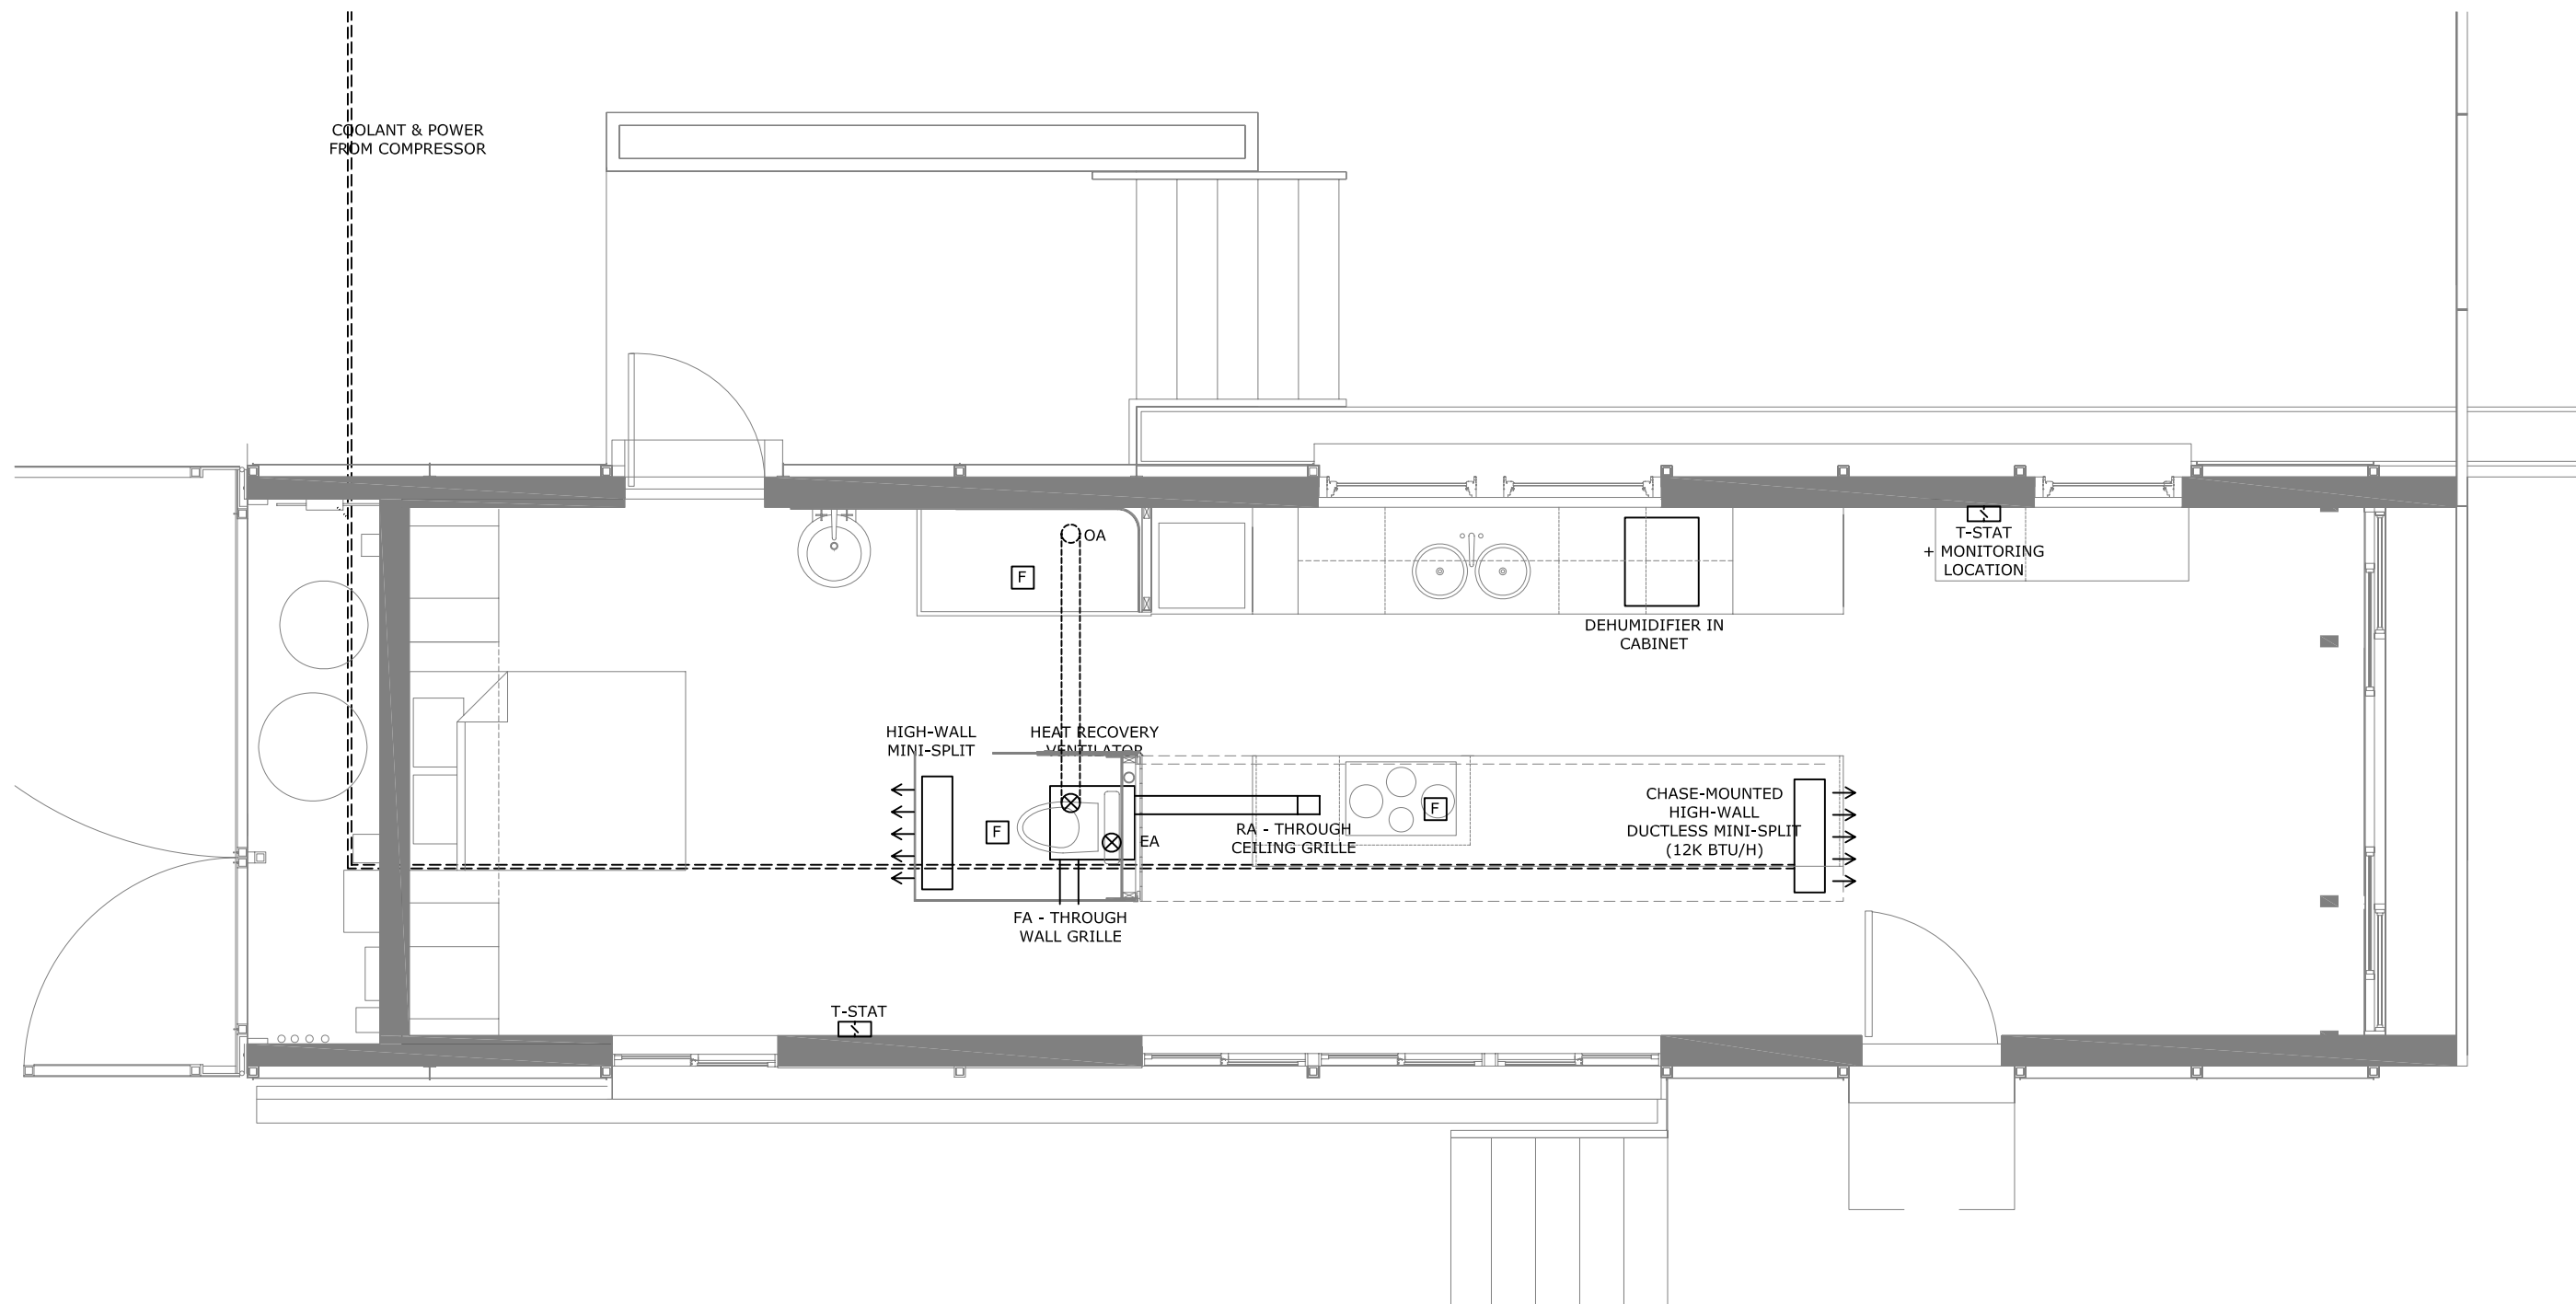 COOLANT & POWER
FROM COMPRESSOR
OA
F
T-STAT
+ MONITORING
LOCATION
DEHUMIDIFIER IN
CABINET
HIGH-WALL
MINI-SPLIT
HEAT RECOVERY
VENTILATOR
F
EA
RA - THROUGH
CEILING GRILLE
F
CHASE-MOUNTED
HIGH-WALL
DUCTLESS MINI-SPLIT
(12K BTU/H)
FA - THROUGH
WALL GRILLE
T-STAT